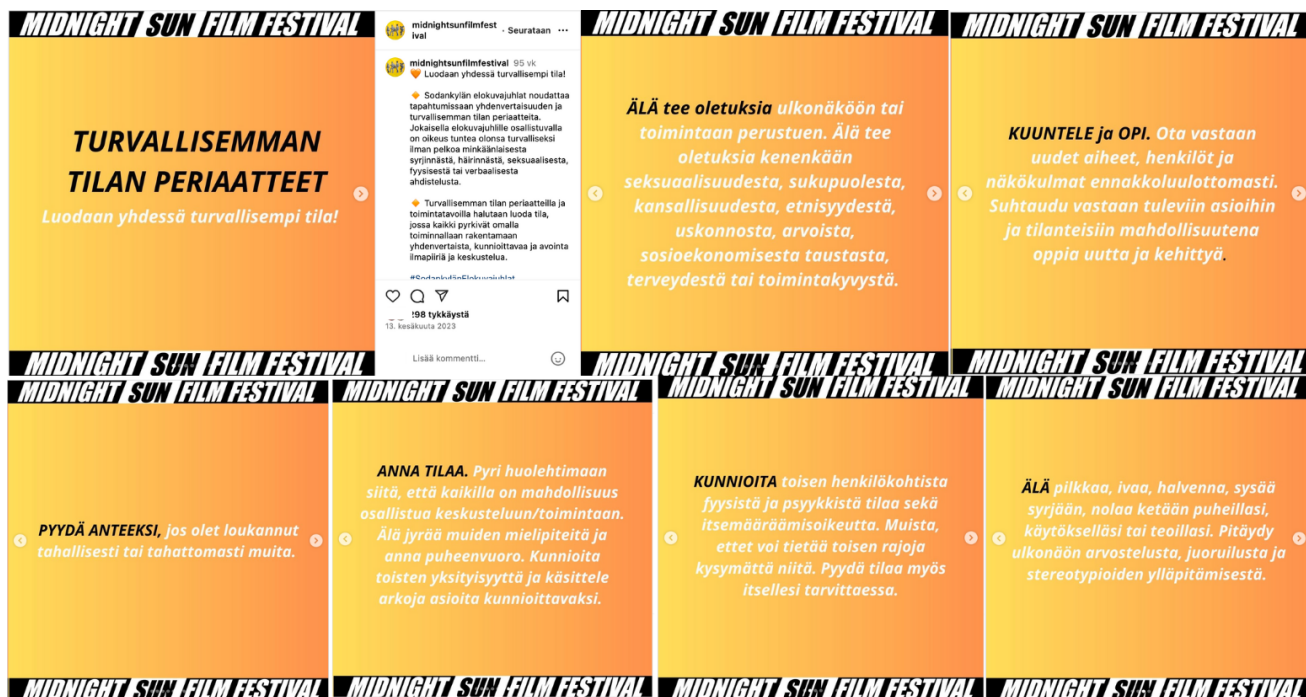 MIDNIGHT SUN FILM FESTIVAL
TURVALLISEMMAN
TILAN PERIAATTEET
Luodaan yhdessä turvallisempi tila!
MIDNIGHT SUN FILM FESTIVAL
midnightsunfilmfest
ival · Seurataan ···
midnightsunfilmfestival 95 vk
🧡 Luodaan yhdessä turvallisempi tila!
🔸 Sodankylän elokuvajuhlat noudattaa
tapahtumissaan yhdenvertaisuuden ja
turvallisemman tilan periaatteita.
Jokaisella elokuvajuhlille osallistuvalla
on oikeus tuntea olonsa turvalliseksi
ilman pelkoa minkäänlaisesta
syrjinnästä, häirinnästä, seksuaalisesta,
fyysisestä tai verbaalisesta
ahdistelusta.
🔸 Turvallisemman tilan periaatteilla ja
toimintatavoilla halutaan luoda tila,
jossa kaikki pyrkivät omalla
toiminnallaan rakentamaan
yhdenvertaista, kunnioittavaa ja avointa
ilmapiiriä ja keskustelua.
#SodankylänElokuvajuhlat
298 tykkäystä
13. kesäkuuta 2023
Lisää kommentti...
MIDNIGHT SUN FILM FESTIVAL
ÄLÄ tee oletuksia ulkonäköön tai
toimintaan perustuen. Älä tee
oletuksia kenenkään
seksuaalisuudesta, sukupuolesta,
kansallisuudesta, etnisyydestä,
uskonnosta, arvoista,
sosioekonomisesta taustasta,
terveydestä tai toimintakyvystä.
MIDNIGHT SUN FILM FESTIVAL
MIDNIGHT SUN FILM FESTIVAL
KUUNTELE ja OPI. Ota vastaan
uudet aiheet, henkilöt ja
näkökulmat ennakkoluulottomasti.
Suhtaudu vastaan tuleviin asioihin
ja tilanteisiin mahdollisuutena
oppia uutta ja kehittyä.
MIDNIGHT SUN FILM FESTIVAL
MIDNIGHT SUN FILM FESTIVAL
PYYDÄ ANTEEKSI, jos olet loukannut
tahallisesti tai tahattomasti muita.
MIDNIGHT SUN FILM FESTIVAL
MIDNIGHT SUN FILM FESTIVAL
ANNA TILAA. Pyri huolehtimaan
siitä, että kaikilla on mahdollisuus
osallistua keskusteluun/toimintaan.
Älä jyrää muiden mielipiteitä ja
anna puheenvuoro. Kunnioita
toisten yksityisyyttä ja käsittele
arkoja asioita kunnioittavaksi.
MIDNIGHT SUN FILM FESTIVAL
MIDNIGHT SUN FILM FESTIVAL
KUNNIOITA toisen henkilökohtista
fyysistä ja psyykkistä tilaa sekä
itsemääräämisoikeutta. Muista,
ettet voi tietää toisen rajoja
kysymättä niitä. Pyydä tilaa myös
itsellesi tarvittaessa.
MIDNIGHT SUN FILM FESTIVAL
MIDNIGHT SUN FILM FESTIVAL
ÄLÄ pilkkaa, ivaa, halvenna, sysää
syrjään, nolaa ketään puheillasi,
käytökselläsi tai teoillasi. Pitäydy
ulkonäön arvostelusta, juoruilusta ja
stereotypioiden ylläpitämisestä.
MIDNIGHT SUN FILM FESTIVAL